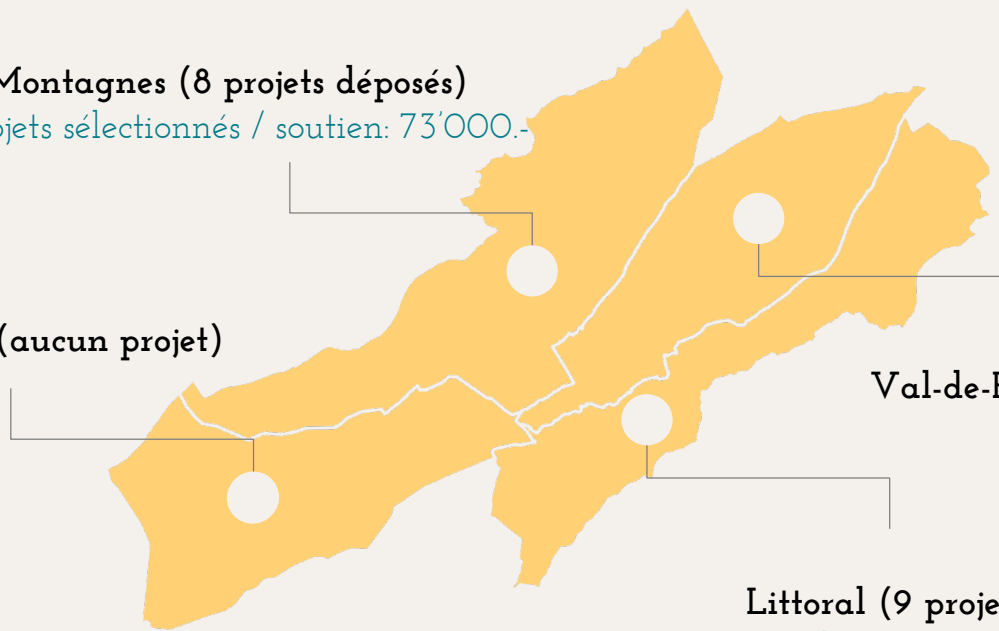 Montagnes (8 projets déposés)
ojets sélectionnés / soutien: 73'000.-
(aucun projet)
Val-de-
Littoral (9 proje